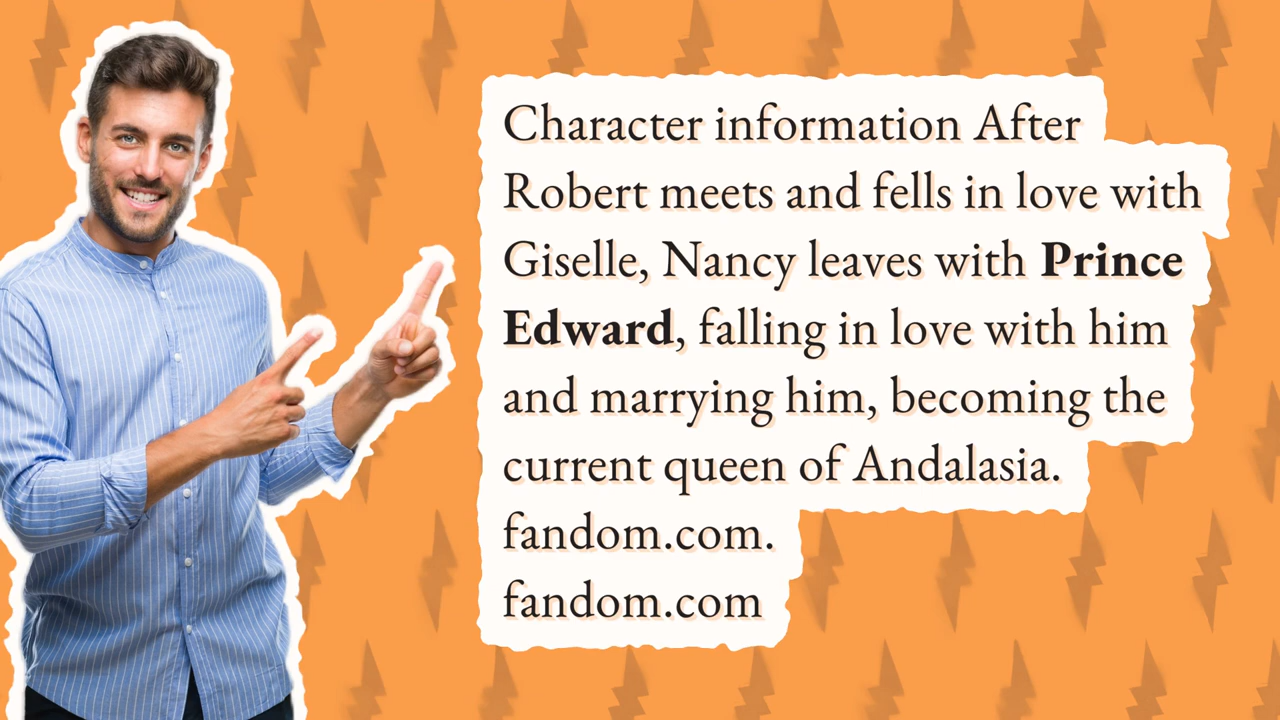 Character information After
Robert meets and fells in love with
Giselle, Nancy leaves with Prince
Edward, falling in love with him
and marrying him, becoming the
current queen of Andalasia.
fandom.com.
fandom.com